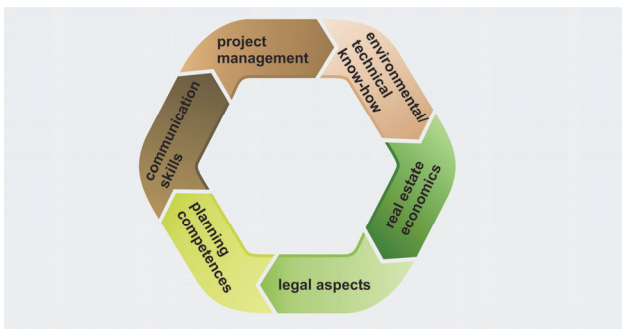 project
management
environmental/
technical
know-how
real estate
economics
legal aspects
planning
competences
communication
skills